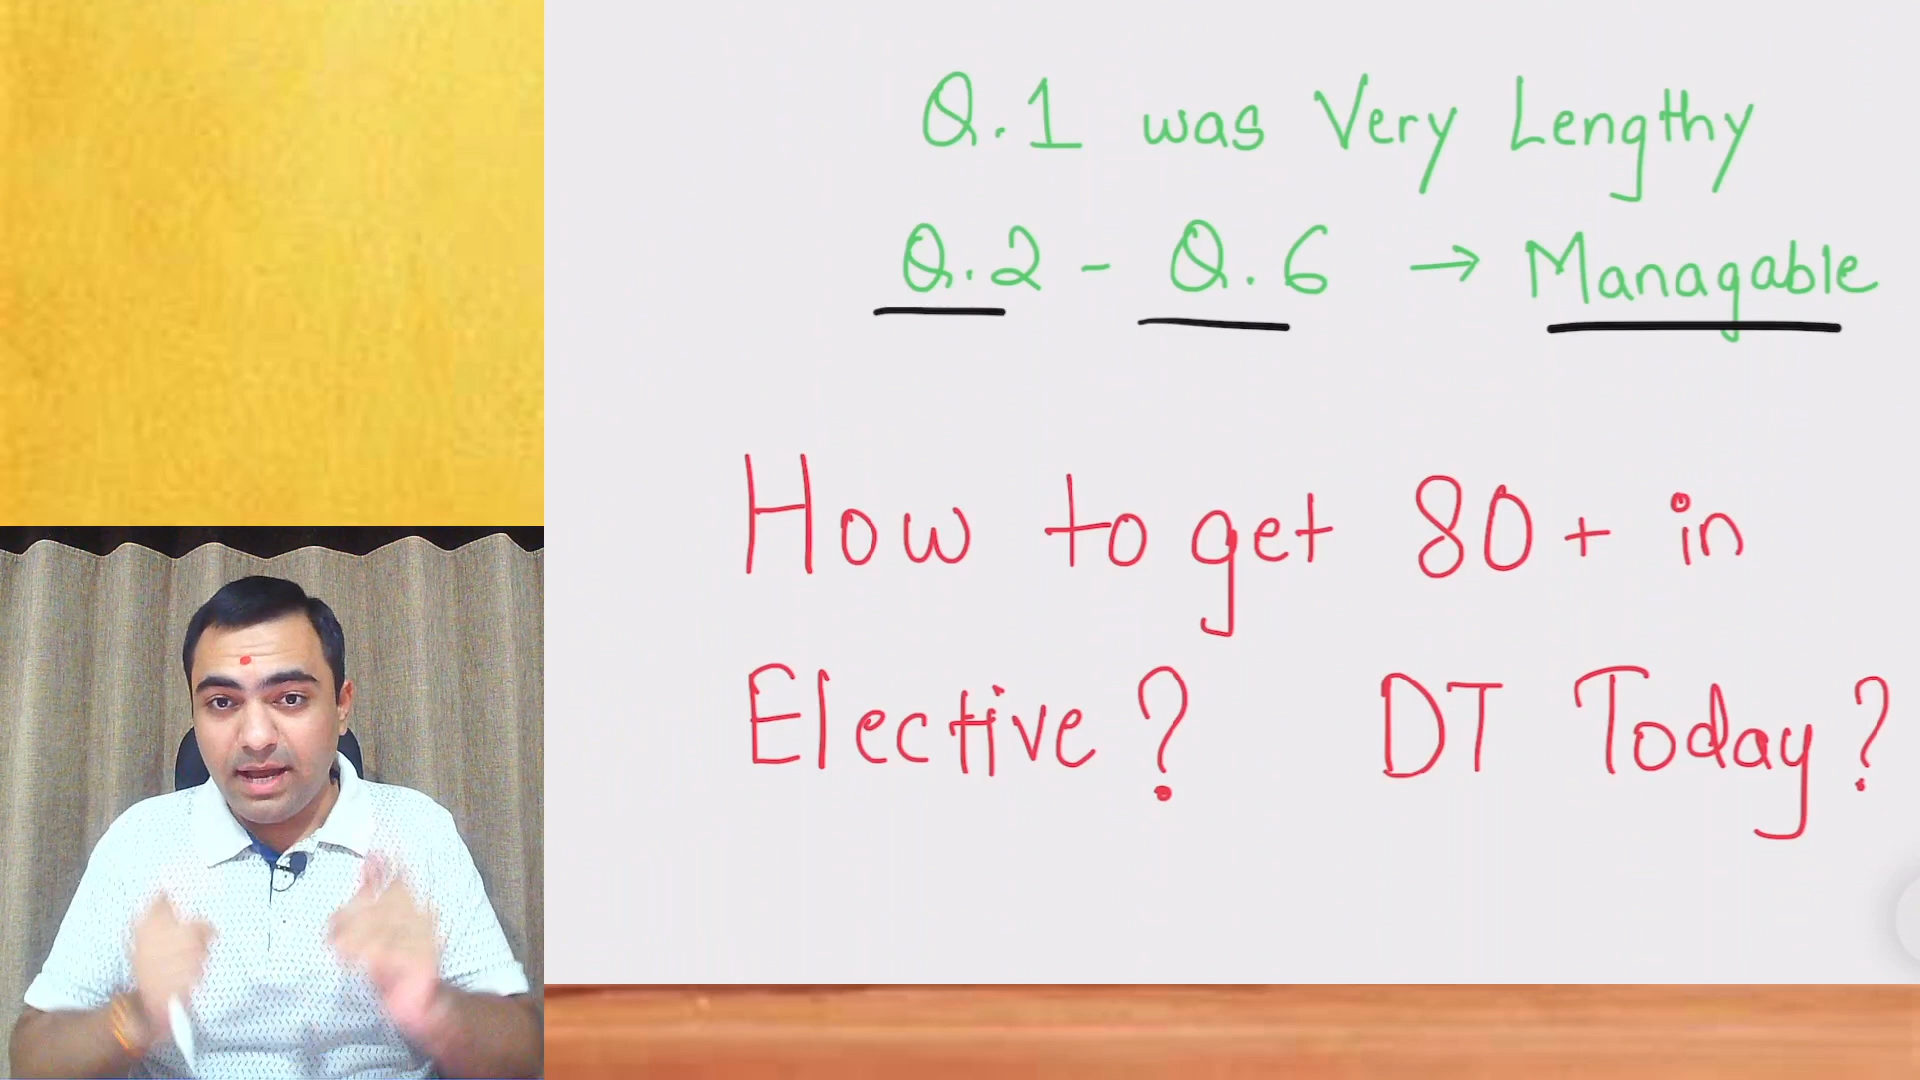 Q.1 was Very Lengthy
Q.2 - Q.6 → Managable
How to get 80+ in
Elective? DT Today?